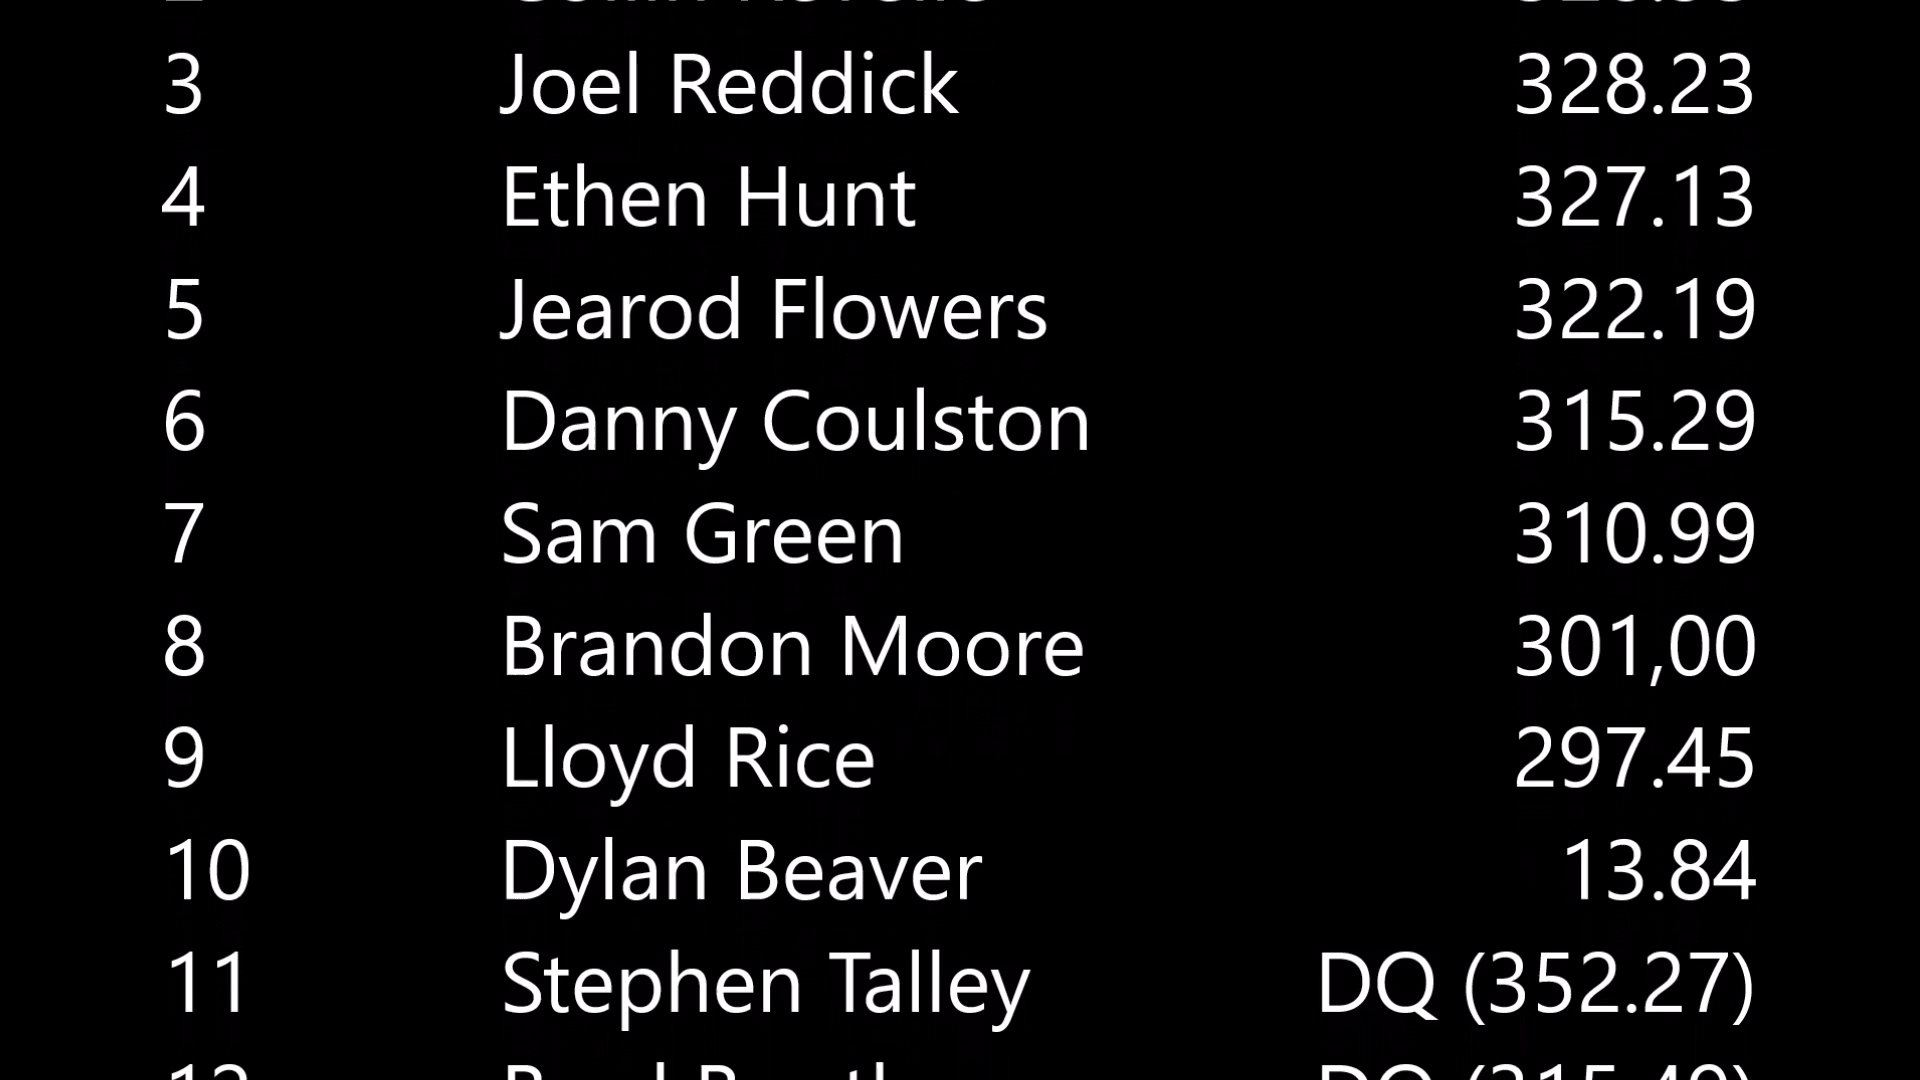 3 Joel Reddick 328.23
4 Ethen Hunt 327.13
5 Jearod Flowers 322.19
6 Danny Coulston 315.29
7 Sam Green 310.99
8 Brandon Moore 301,00
9 Lloyd Rice 297.45
10 Dylan Beaver 13.84
11 Stephen Talley DQ (352.27)
12 DQ